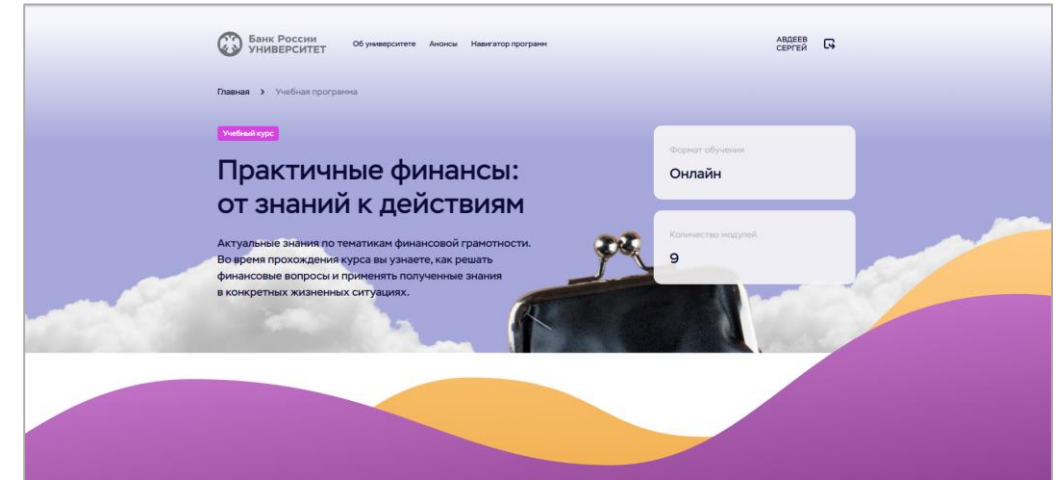 Банк России
УНИВЕРСИТЕТ
Об университете Анонсы Навигатор программ
АВДЕЕВ
СЕРГЕЙ
Главная > Учебная программа
Учебный курс
Практичные финансы:
от знаний к действиям
Актуальные знания по тематикам финансовой грамотности.
Во время прохождения курса вы узнаете, как решать
финансовые вопросы и применять полученные знания
в конкретных жизненных ситуациях.
Формат обучения
Онлайн
Количество модулей
9